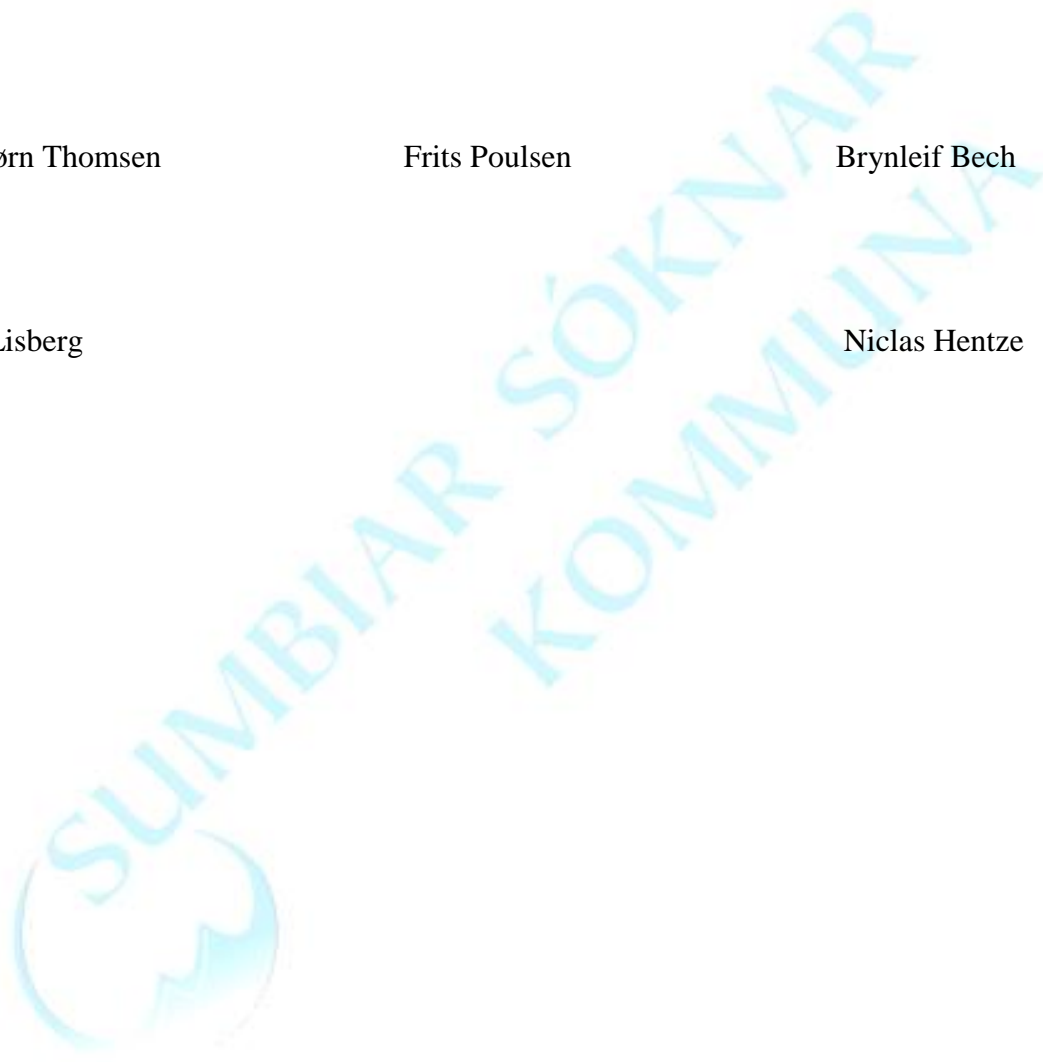 ørn Thomsen Frits Poulsen Brynleif Bech
Lisberg Niclas Hentze
SUMBIAR SÓKNAR
KOMMUNA